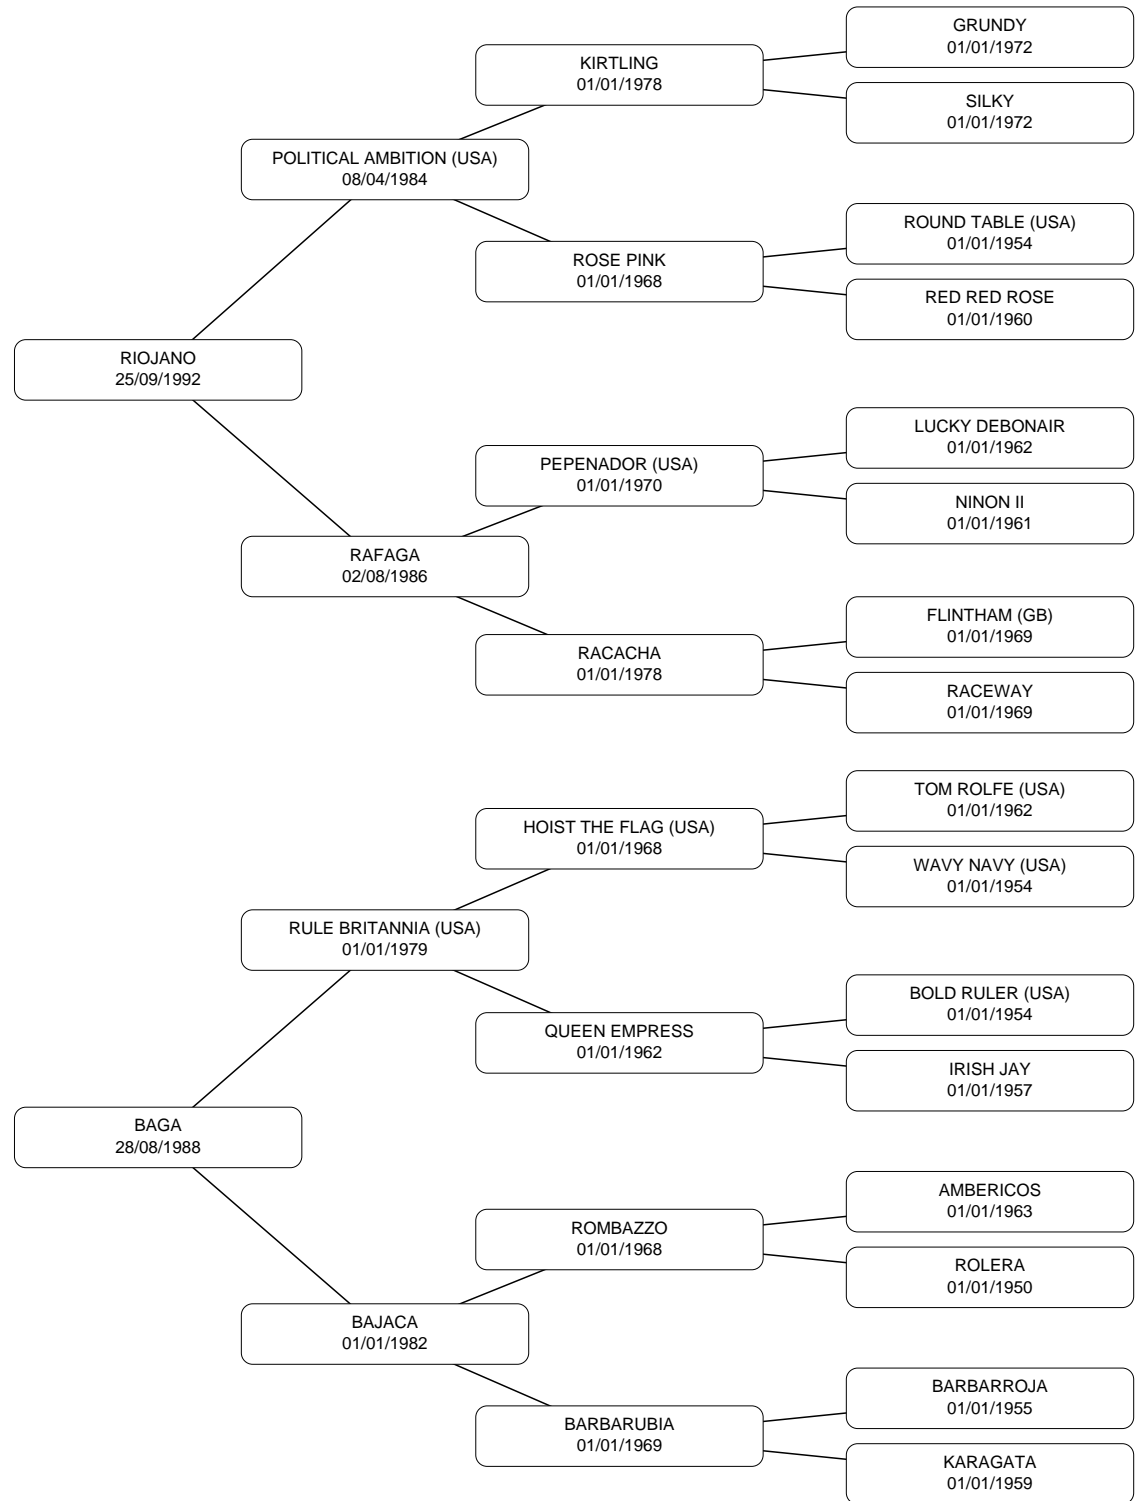 GRUNDY
01/01/1972
KIRTLING
01/01/1978
SILKY
01/01/1972
POLITICAL AMBITION (USA)
08/04/1984
ROUND TABLE (USA)
01/01/1954
ROSE PINK
01/01/1968
RED RED ROSE
01/01/1960
RIOJANO
25/09/1992
LUCKY DEBONAIR
01/01/1962
PEPENADOR (USA)
01/01/1970
NINON II
01/01/1961
RAFAGA
02/08/1986
FLINTHAM (GB)
01/01/1969
RACACHA
01/01/1978
RACEWAY
01/01/1969
TOM ROLFE (USA)
01/01/1962
HOIST THE FLAG (USA)
01/01/1968
WAVY NAVY (USA)
01/01/1954
RULE BRITANNIA (USA)
01/01/1979
BOLD RULER (USA)
01/01/1954
QUEEN EMPRESS
01/01/1962
IRISH JAY
01/01/1957
BAGA
28/08/1988
AMBERICOS
01/01/1963
ROMBAZZO
01/01/1968
ROLERA
01/01/1950
BAJACA
01/01/1982
BARBARROJA
01/01/1955
BARBARUBIA
01/01/1969
KARAGATA
01/01/1959